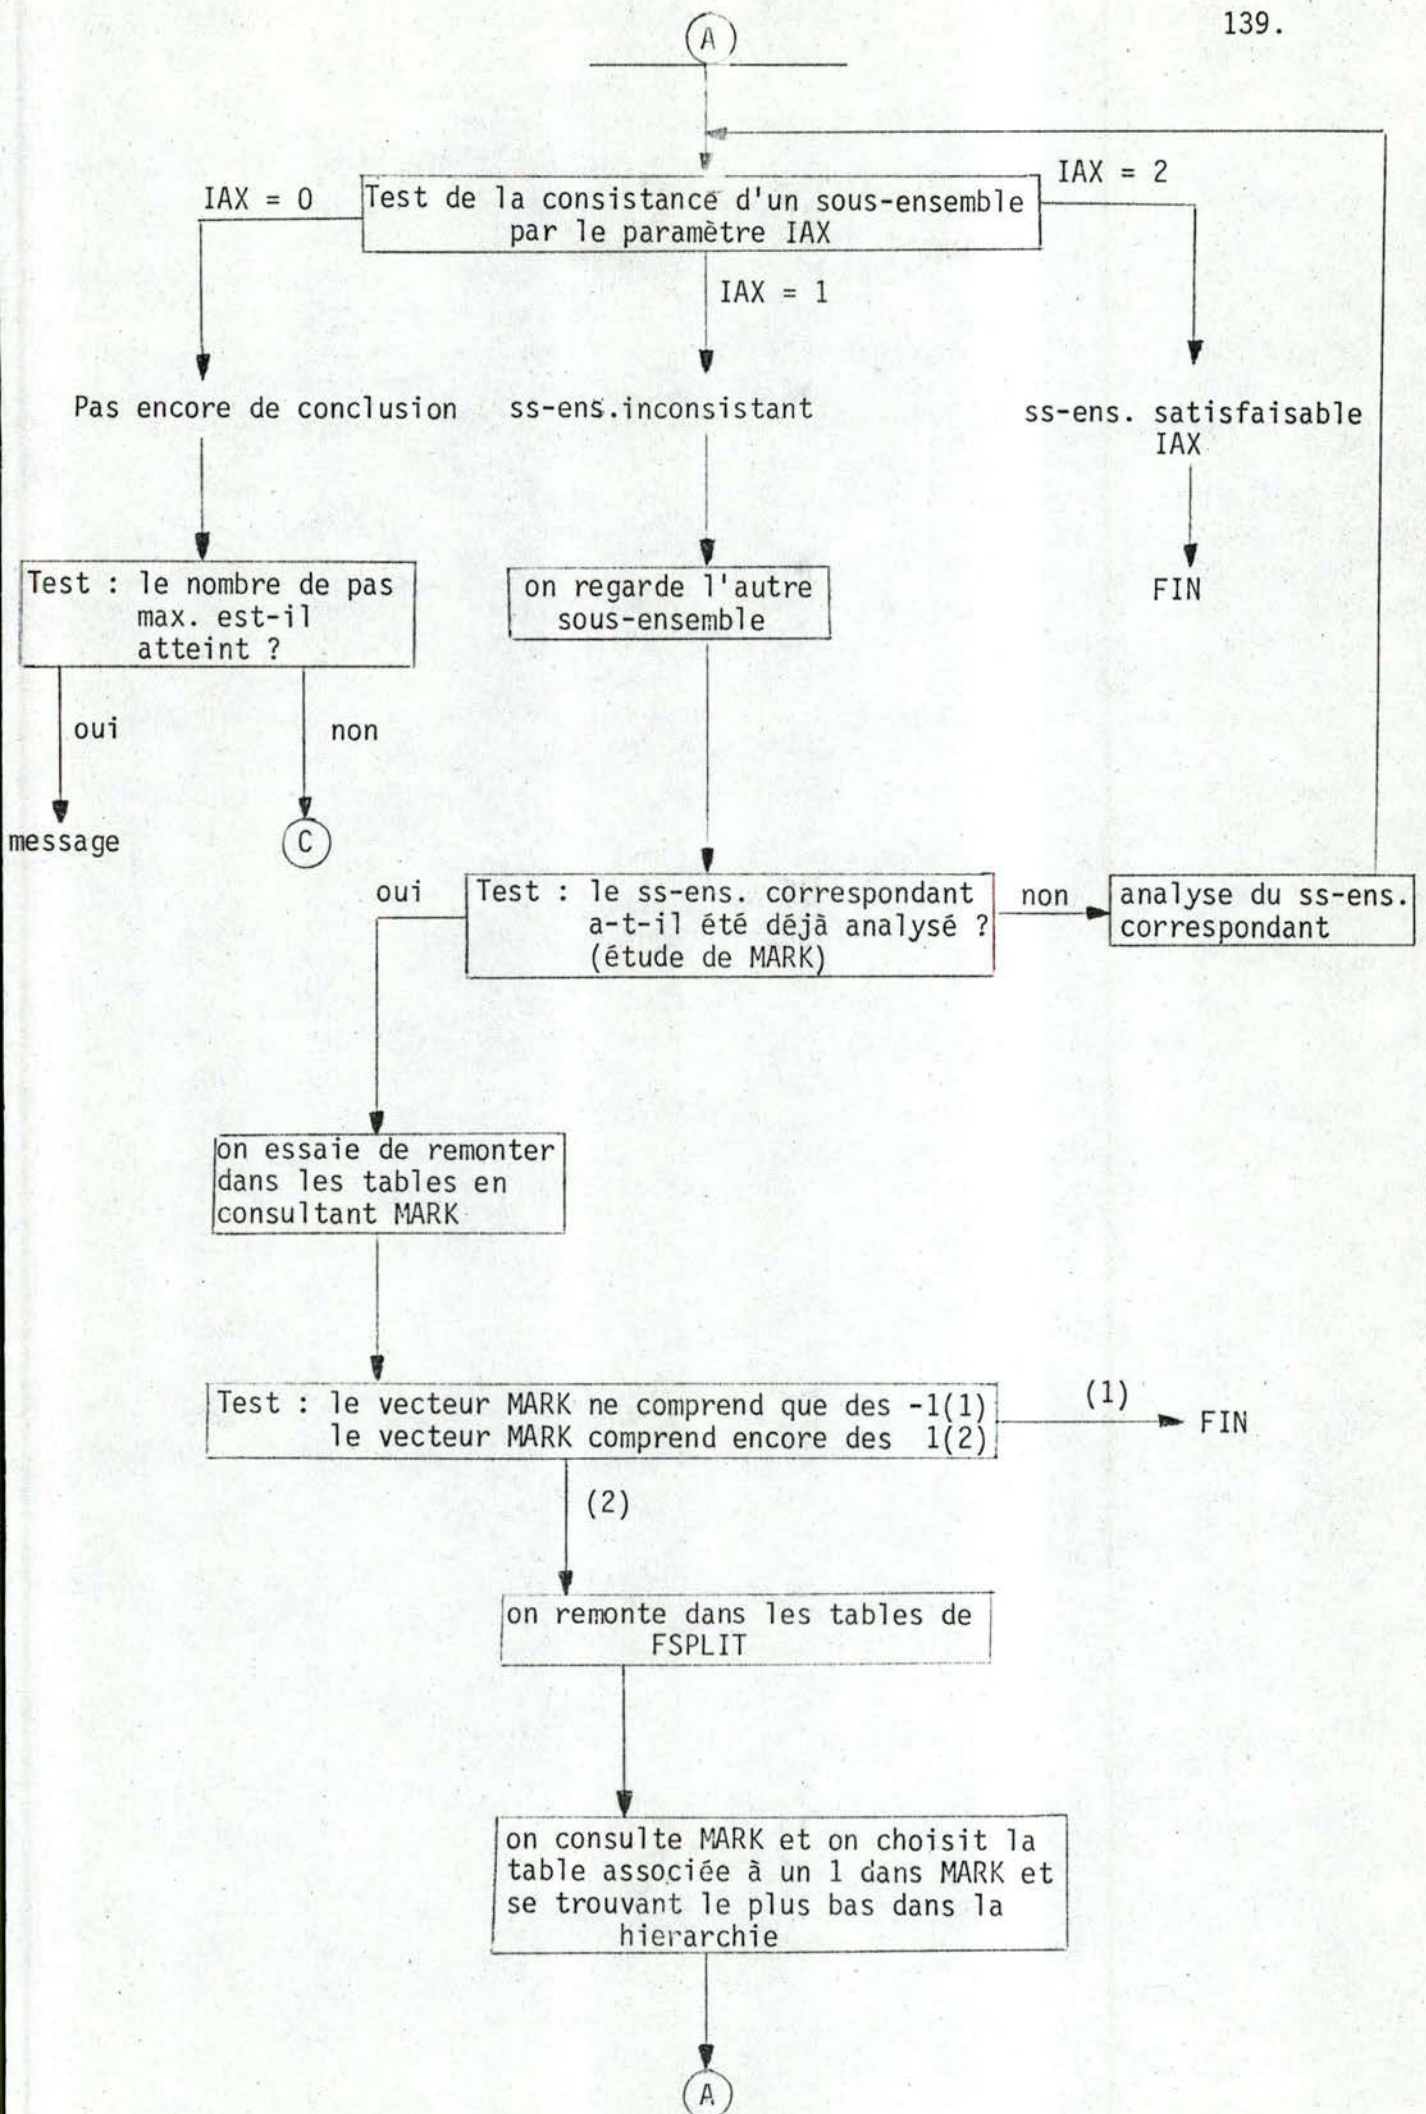 139.
A
IAX = 0
Test de la consistance d'un sous-ensemble
par le paramètre IAX
IAX = 2
IAX = 1
Pas encore de conclusion
ss-ens.inconsistant
ss-ens. satisfaisable
IAX
FIN
Test : le nombre de pas
max. est-il
atteint ?
on regarde l'autre
sous-ensemble
oui
non
message
C
oui
Test : le ss-ens. correspondant
a-t-il été déjà analysé ?
(étude de MARK)
non
analyse du ss-ens.
correspondant
on essaie de remonter
dans les tables en
consultant MARK
Test : le vecteur MARK ne comprend que des -1(1)
le vecteur MARK comprend encore des 1(2)
(1)
FIN
(2)
on remonte dans les tables de
FSPLIT
on consulte MARK et on choisit la
table associée à un 1 dans MARK et
se trouvant le plus bas dans la
hierarchie
A